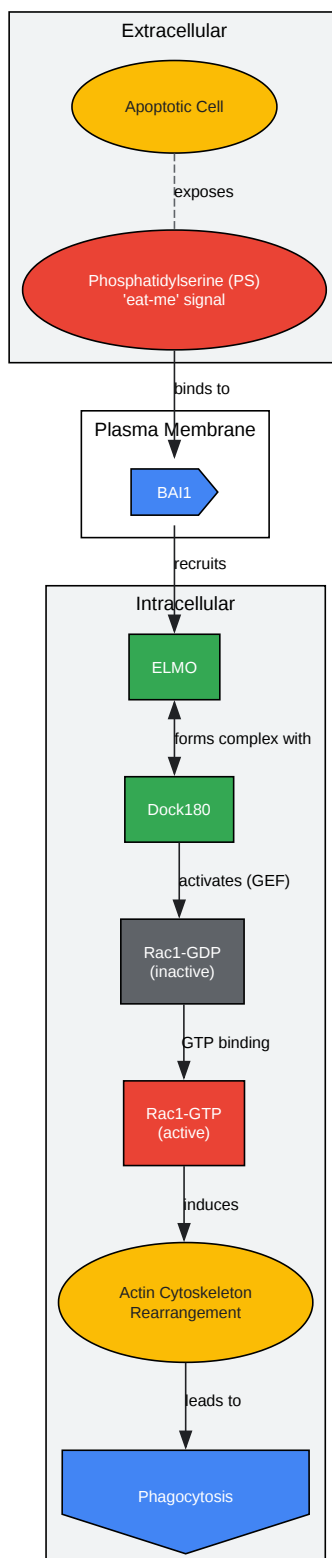 Extracellular
Apoptotic Cell
exposes
Phosphatidylserine (PS)
'eat-me' signal
binds to
Plasma Membrane
BAI1
recruits
Intracellular
ELMO
forms complex with
Dock180
activates (GEF)
Rac1-GDP
(inactive)
GTP binding
Rac1-GTP
(active)
induces
Actin Cytoskeleton
Rearrangement
leads to
Phagocytosis